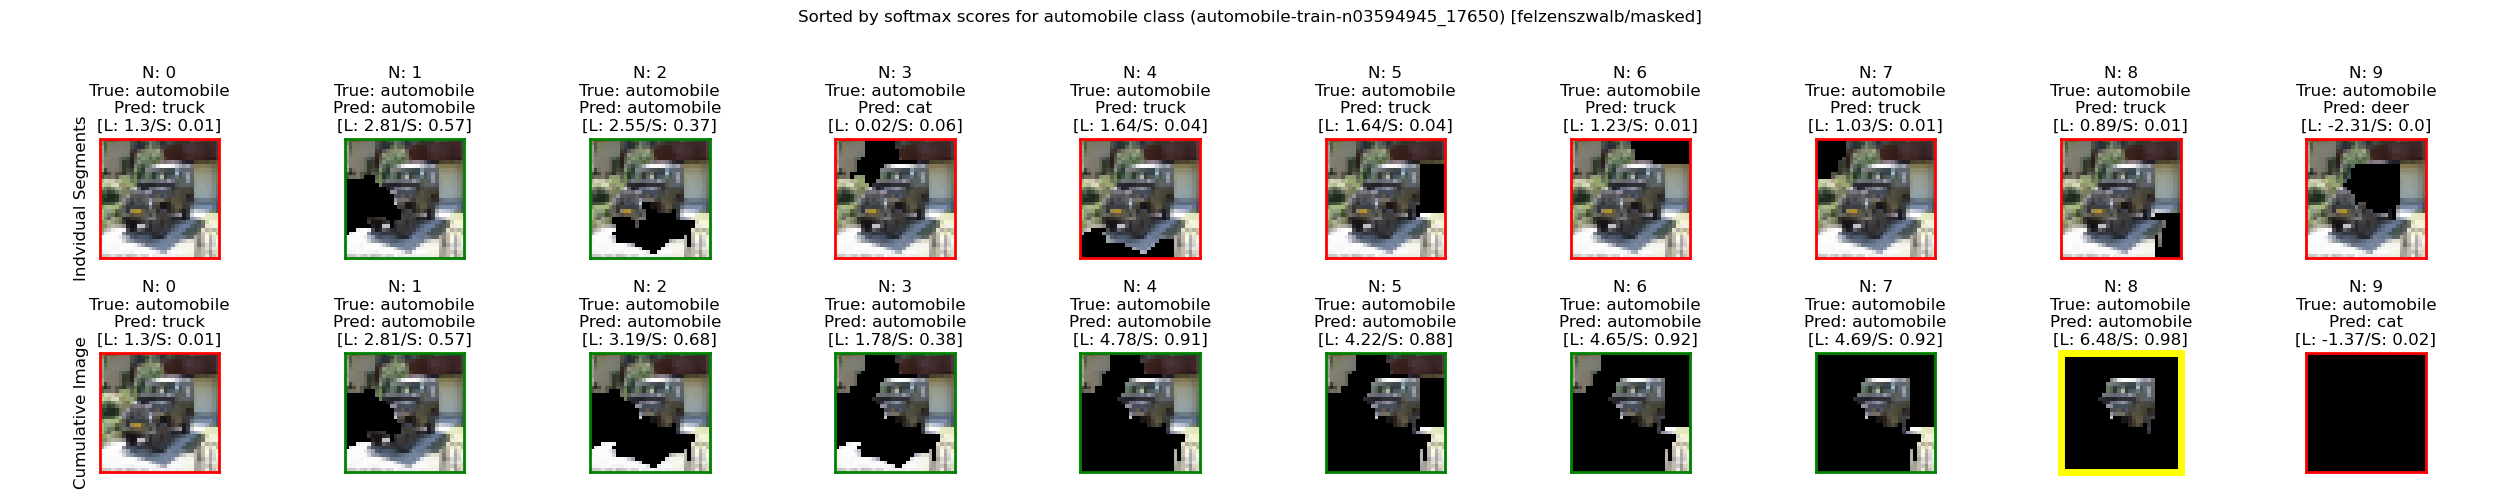 Sorted by softmax scores for automobile class (automobile-train-n03594945_17650) [felzenszwalb/masked]
Individual Segments
N: 0
True: automobile
Pred: truck
[L: 1.3/S: 0.01]
N: 1
True: automobile
Pred: automobile
[L: 2.81/S: 0.57]
N: 2
True: automobile
Pred: automobile
[L: 2.55/S: 0.37]
N: 3
True: automobile
Pred: cat
[L: 0.02/S: 0.06]
N: 4
True: automobile
Pred: truck
[L: 1.64/S: 0.04]
N: 5
True: automobile
Pred: truck
[L: 1.64/S: 0.04]
N: 6
True: automobile
Pred: truck
[L: 1.23/S: 0.01]
N: 7
True: automobile
Pred: truck
[L: 1.03/S: 0.01]
N: 8
True: automobile
Pred: truck
[L: 0.89/S: 0.01]
N: 9
True: automobile
Pred: deer
[L: -2.31/S: 0.0]
Cumulative Image
N: 0
True: automobile
Pred: truck
[L: 1.3/S: 0.01]
N: 1
True: automobile
Pred: automobile
[L: 2.81/S: 0.57]
N: 2
True: automobile
Pred: automobile
[L: 3.19/S: 0.68]
N: 3
True: automobile
Pred: automobile
[L: 1.78/S: 0.38]
N: 4
True: automobile
Pred: automobile
[L: 4.78/S: 0.91]
N: 5
True: automobile
Pred: automobile
[L: 4.22/S: 0.88]
N: 6
True: automobile
Pred: automobile
[L: 4.65/S: 0.92]
N: 7
True: automobile
Pred: automobile
[L: 4.69/S: 0.92]
N: 8
True: automobile
Pred: automobile
[L: 6.48/S: 0.98]
N: 9
True: automobile
Pred: cat
[L: -1.37/S: 0.02]